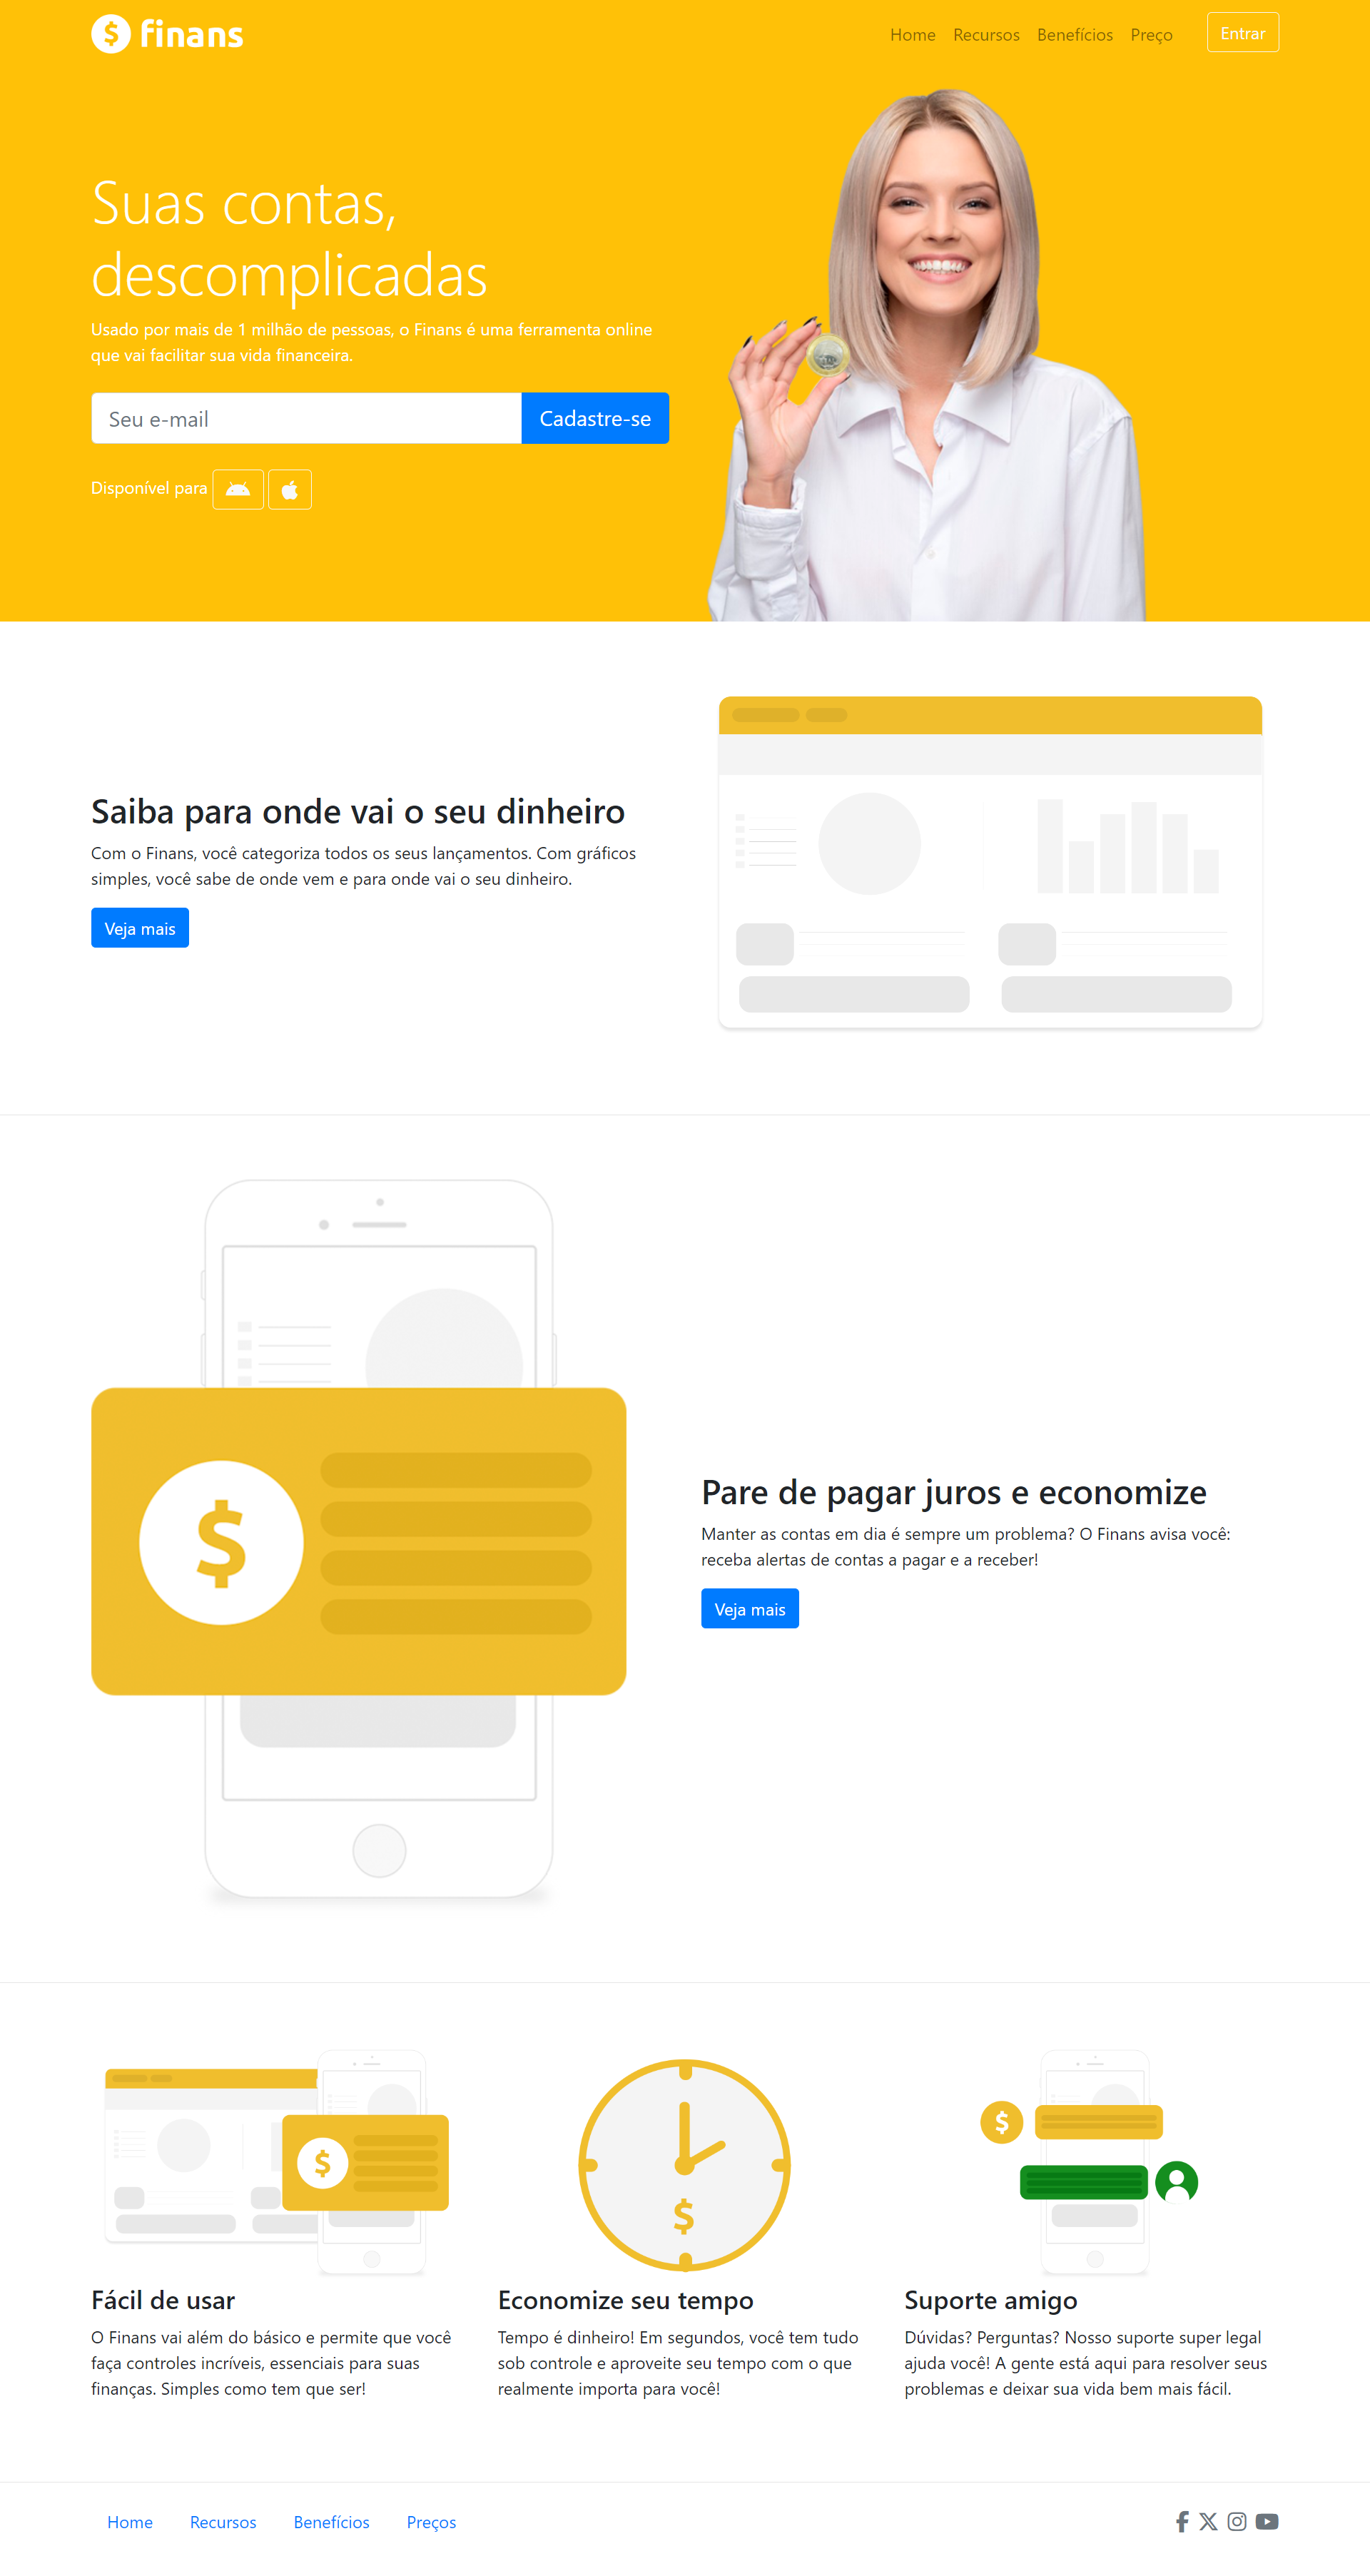 finans
Home Recursos Benefícios Preço Entrar
Suas contas,
descomplicadas
Usado por mais de 1 milhão de pessoas, o Finans é uma ferramenta online
que vai facilitar sua vida financeira.
Seu e-mail Cadastre-se
Disponível para
Saiba para onde vai o seu dinheiro
Com o Finans, você categoriza todos os seus lançamentos. Com gráficos
simples, você sabe de onde vem e para onde vai o seu dinheiro.
Veja mais
$
Pare de pagar juros e economize
Manter as contas em dia é sempre um problema? O Finans avisa você:
receba alertas de contas a pagar e a receber!
Veja mais
$
$
$
Fácil de usar
O Finans vai além do básico e permite que você
faça controles incríveis, essenciais para suas
finanças. Simples como tem que ser!
Economize seu tempo
Tempo é dinheiro! Em segundos, você tem tudo
sob controle e aproveite seu tempo com o que
realmente importa para você!
Suporte amigo
Dúvidas? Perguntas? Nosso suporte super legal
ajuda você! A gente está aqui para resolver seus
problemas e deixar sua vida bem mais fácil.
Home Recursos Benefícios Preços